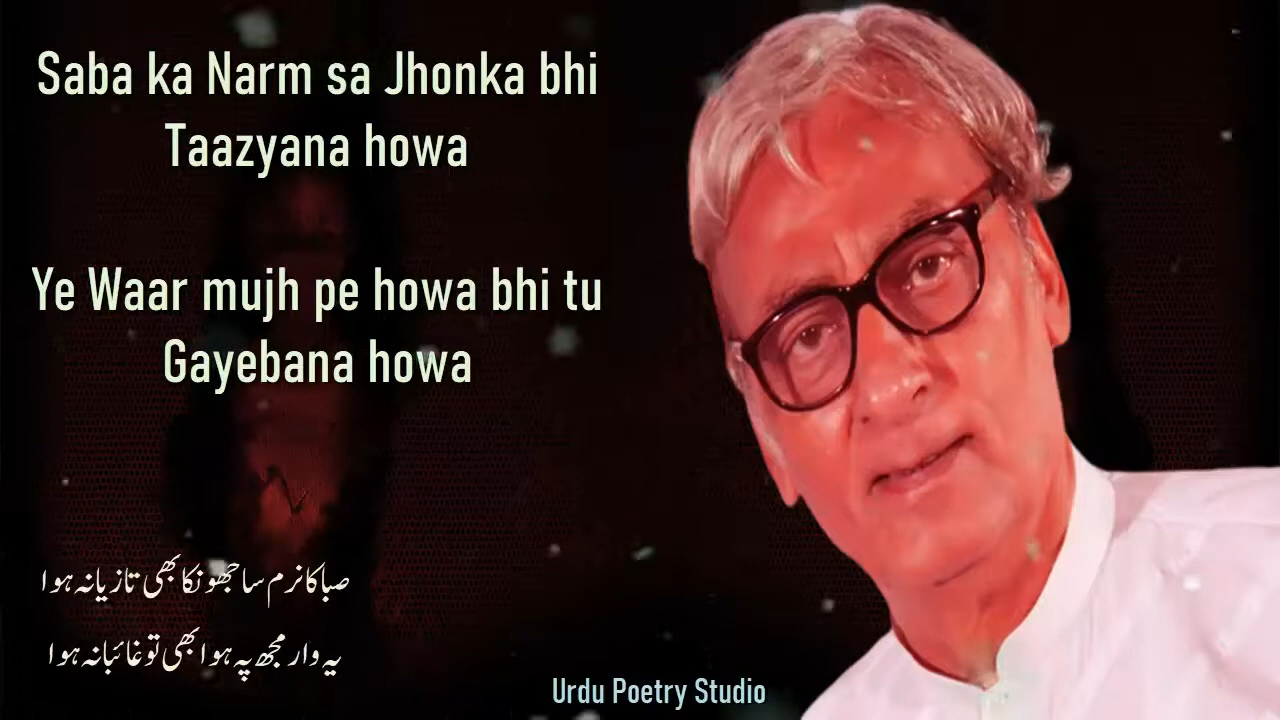 Saba ka Narm sa Jhonka bhi
Taazyana howa
Ye Waar mujh pe howa bhi tu
Gayebana howa
صبا کا نرم سا جھونکا بھی تازیانہ ہوا
یہ وار مجھ پہ ہوا بھی تو غائبانہ ہوا
Urdu Poetry Studio